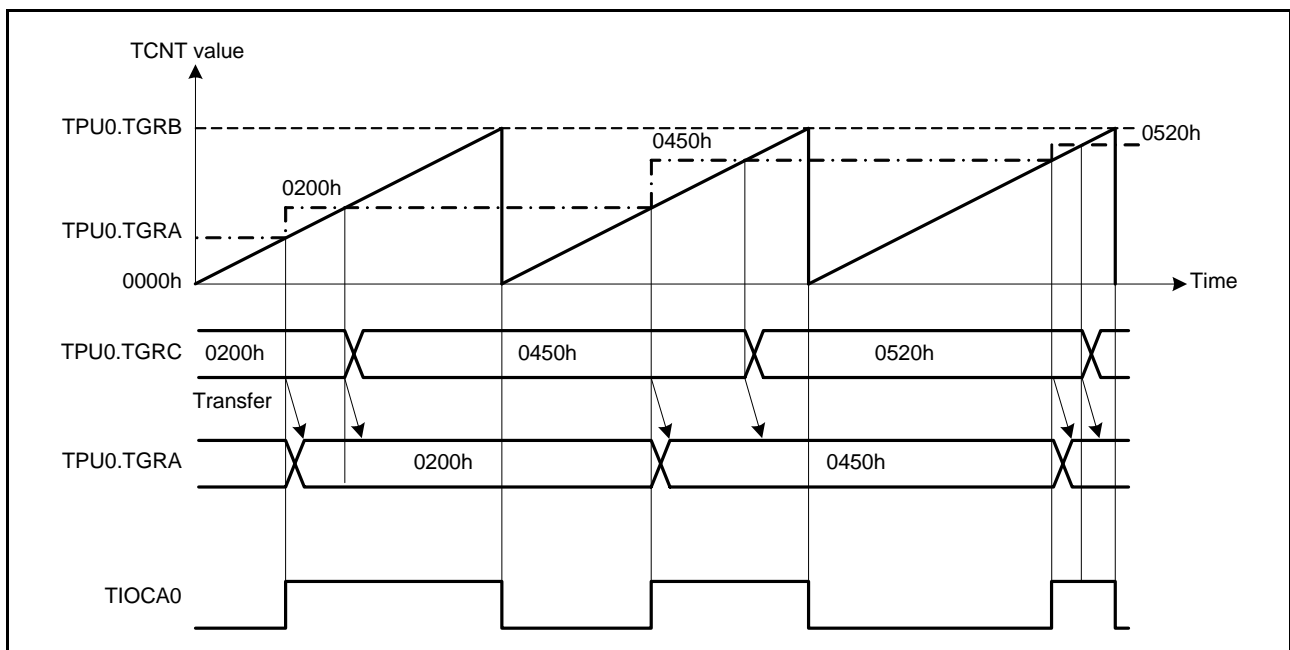 TCNT value
TPU0.TGRB
0520h
0450h
0200h
TPU0.TGRA
0000h
Time
TPU0.TGRC
0200h
0450h
0520h
Transfer
TPU0.TGRA
0200h
0450h
TIOCA0